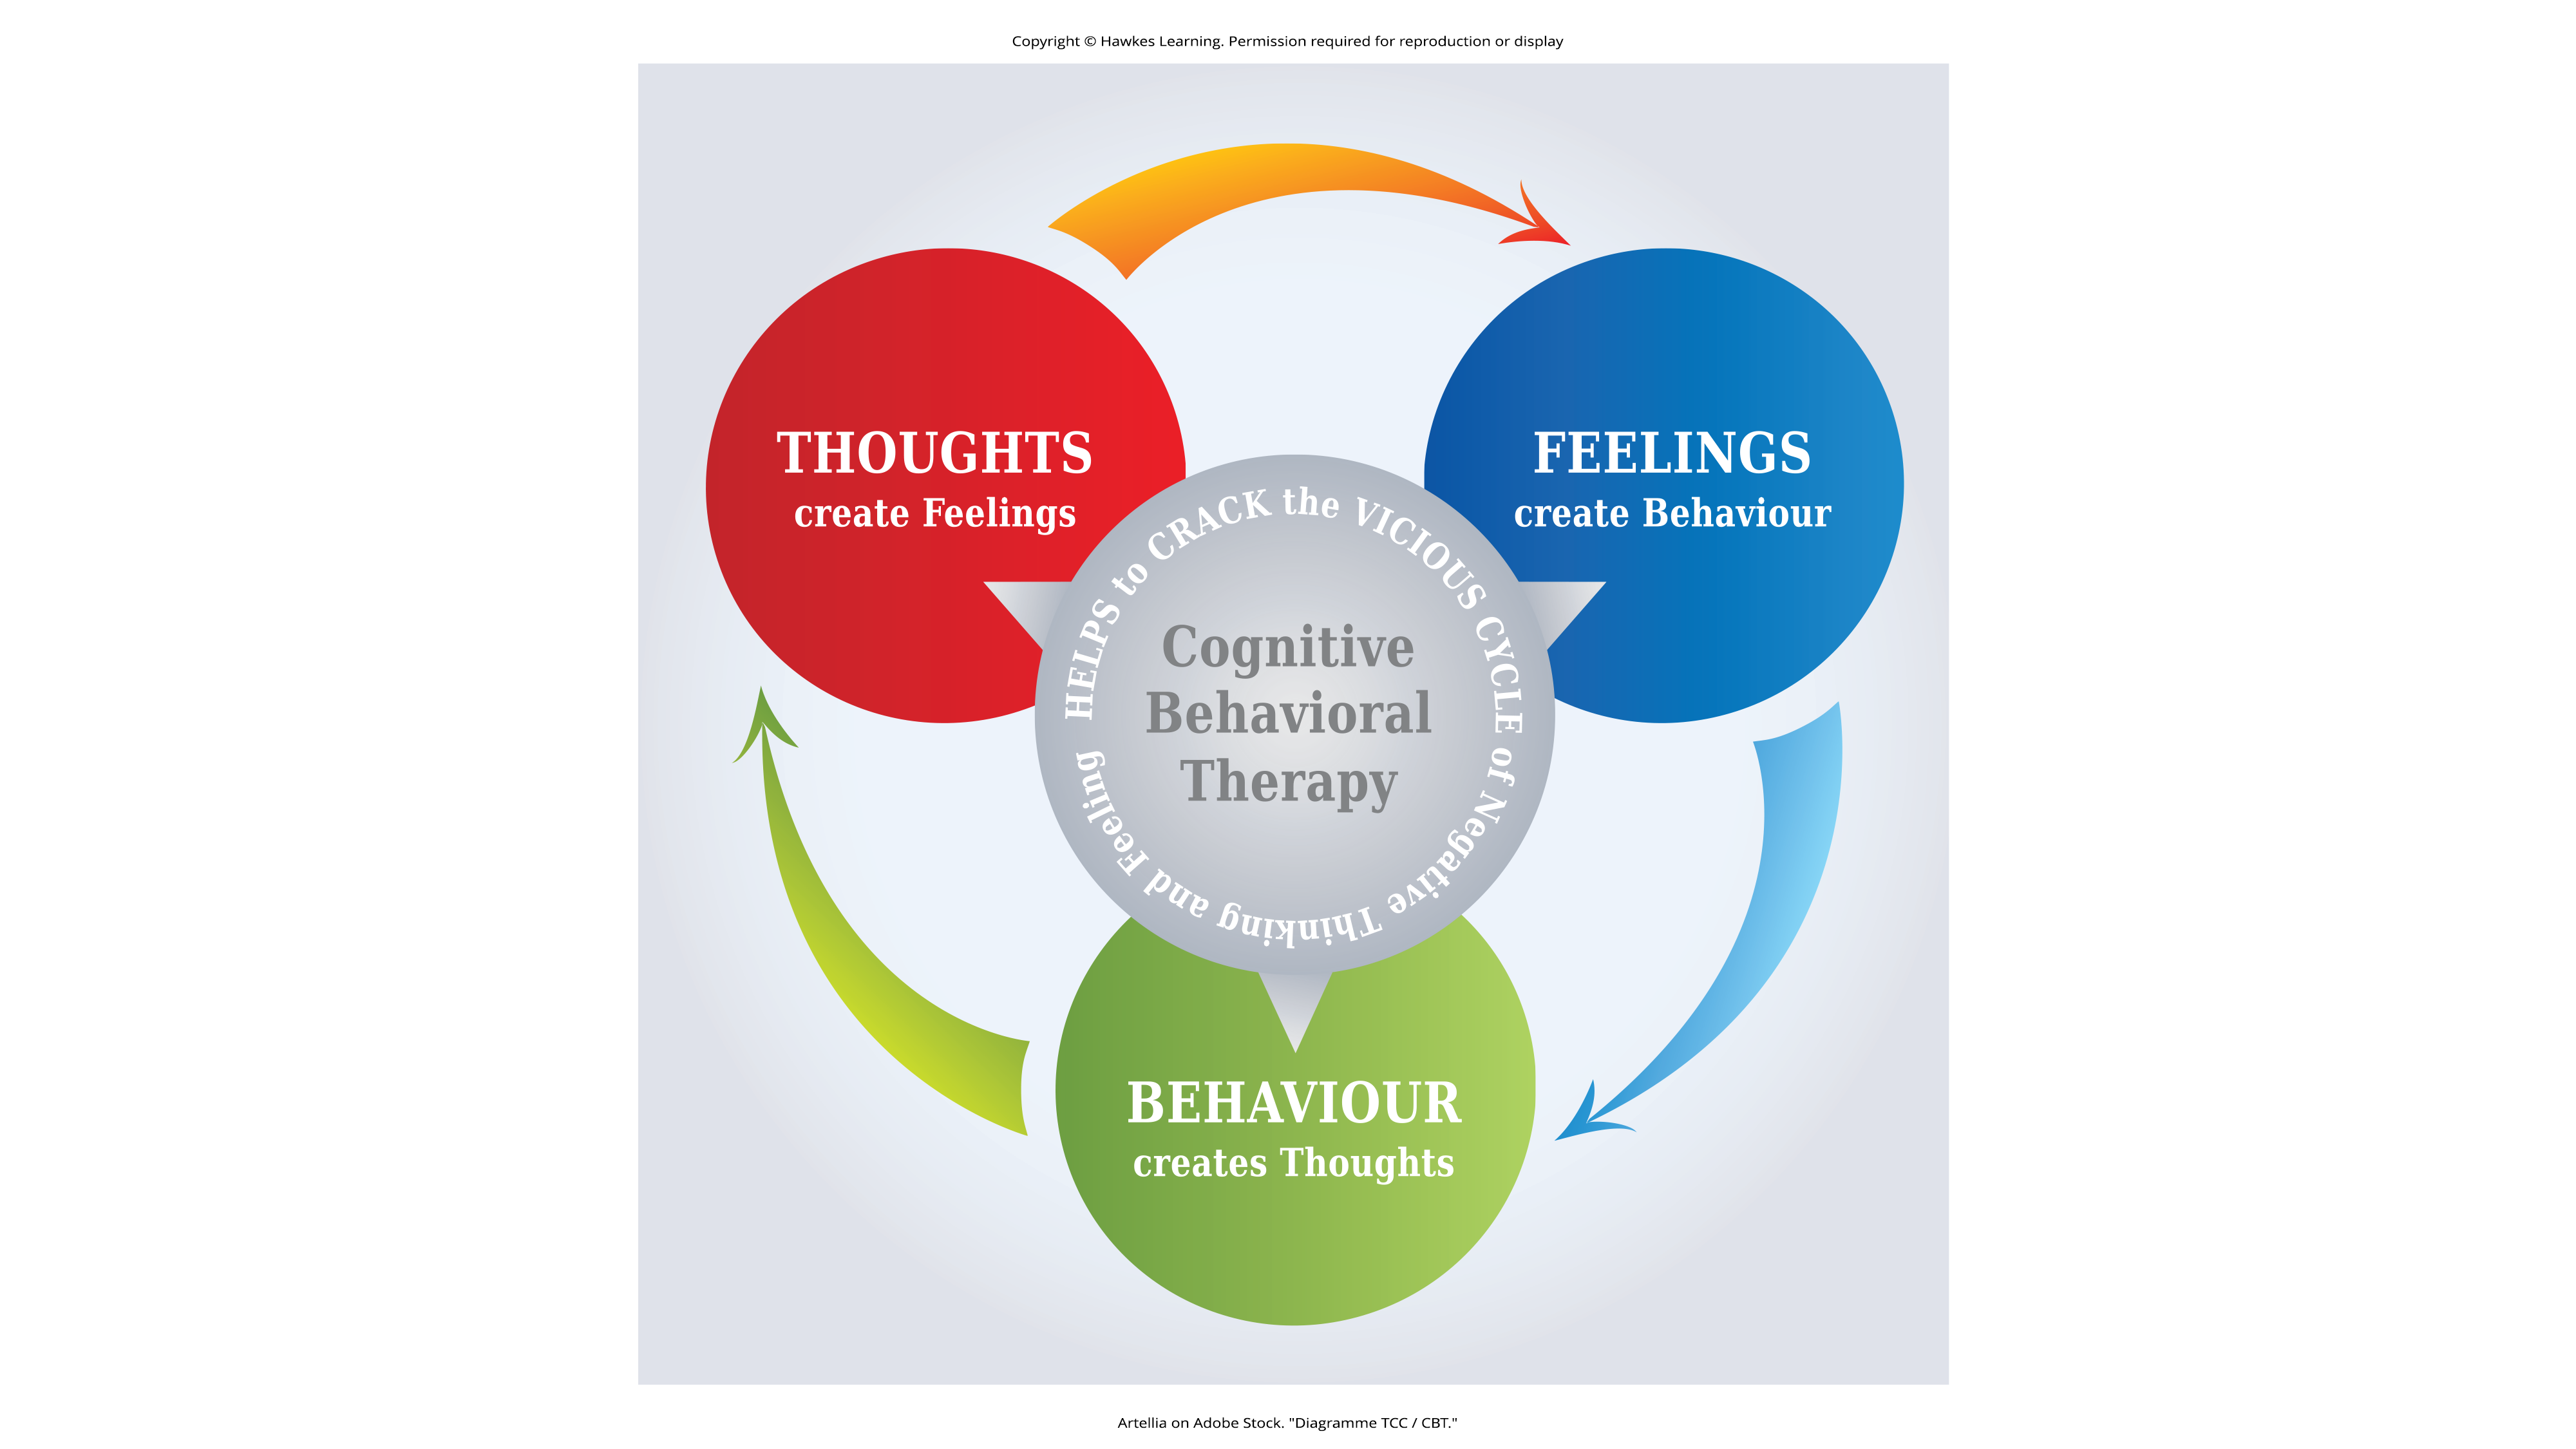 Copyright © Hawkes Learning. Permission required for reproduction or display
THOUGHTS
create Feelings
FEELINGS
create Behaviour
HELPS to CRACK the VICIOUS CYCLE of Negative Thinking and Feeling
Cognitive
Behavioral
Therapy
BEHAVIOUR
creates Thoughts
Artellia on Adobe Stock. "Diagramme TCC / CBT."